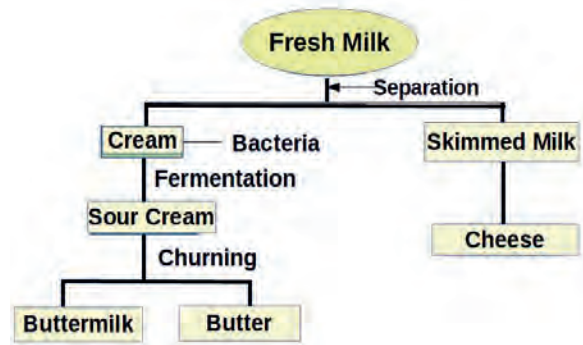 Fresh Milk
Separation
Cream
Bacteria
Skimmed Milk
Fermentation
Sour Cream
Cheese
Churning
Buttermilk
Butter